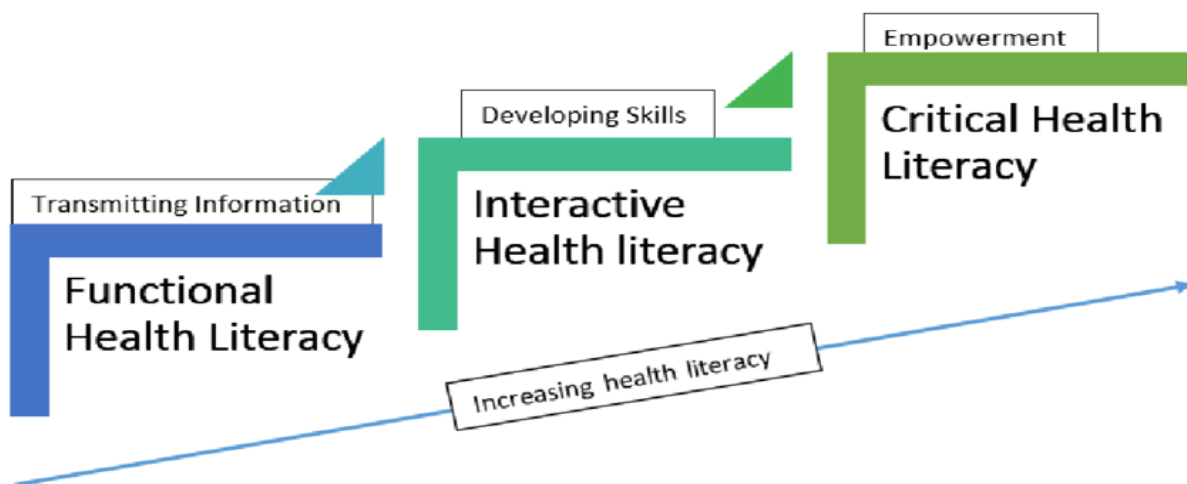 Empowerment
Critical Health
Literacy
Developing Skills
Interactive
Health literacy
Transmitting Information
Functional
Health Literacy
Increasing health literacy